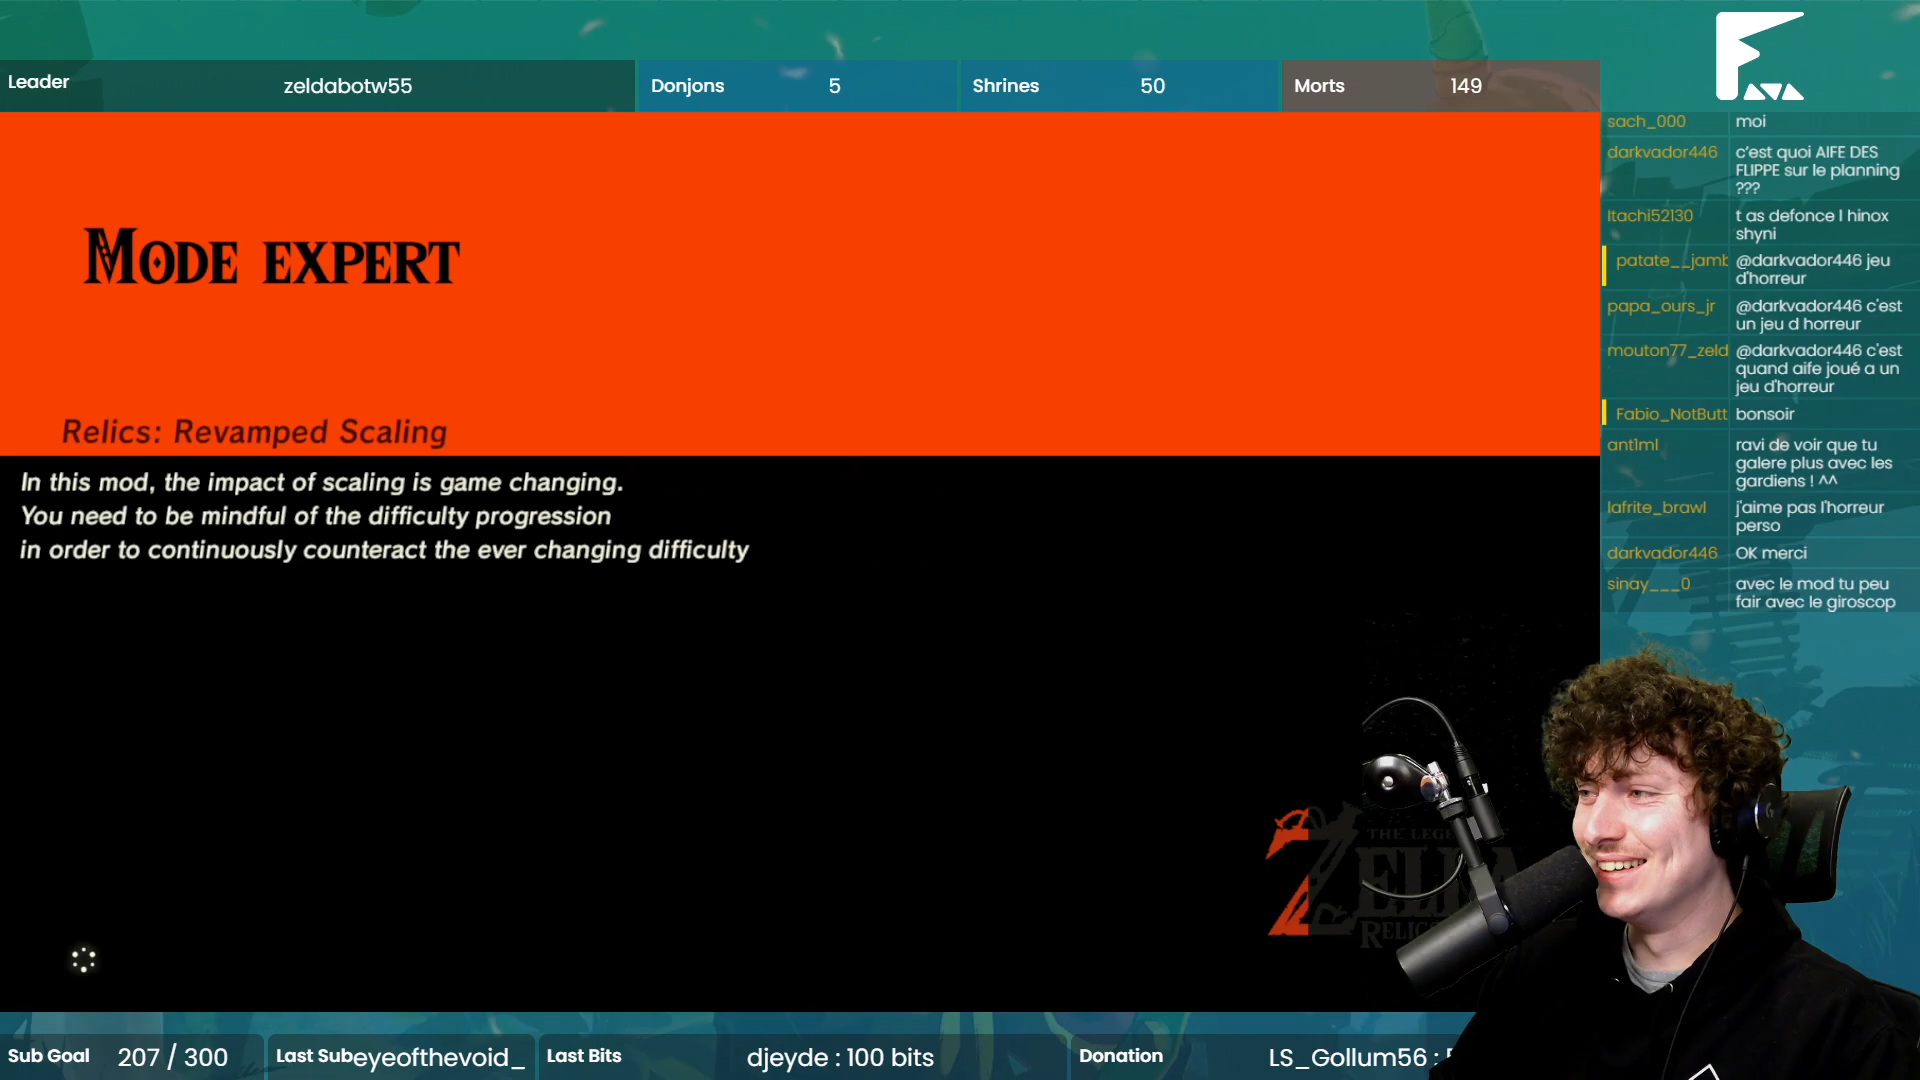 Leader
zeldabotw55
Donjons
5
Shrines
50
Morts
149
sach_000
moi
darkvador446
c'est quoi AIFE DES
FLIPPE sur le planning
???
Itachi52130
t as defonce l hinox
shyni
patate__jamb
@darkvador446 jeu
d'horreur
papa_ours_jr
@darkvador446 c'est
un jeu d horreur
mouton77_zeld
@darkvador446 c'est
quand aife joué a un
jeu d'horreur
Fabio_NotButt
bonsoir
ant1ml
ravi de voir que tu
galere plus avec les
gardiens ! ^^
lafrite_brawl
j'aime pas l'horreur
perso
darkvador446
OK merci
sinay___0
avec le mod tu peu
fair avec le giroscop
Mode expert
Relics: Revamped Scaling
In this mod, the impact of scaling is game changing.
You need to be mindful of the difficulty progression
in order to continuously counteract the ever changing difficulty
THE
ZEL
Sub Goal
207 / 300
Last Sub
eyeofthevoid_
Last Bits
djeyde : 100 bits
Donation
LS_Gollum56 :